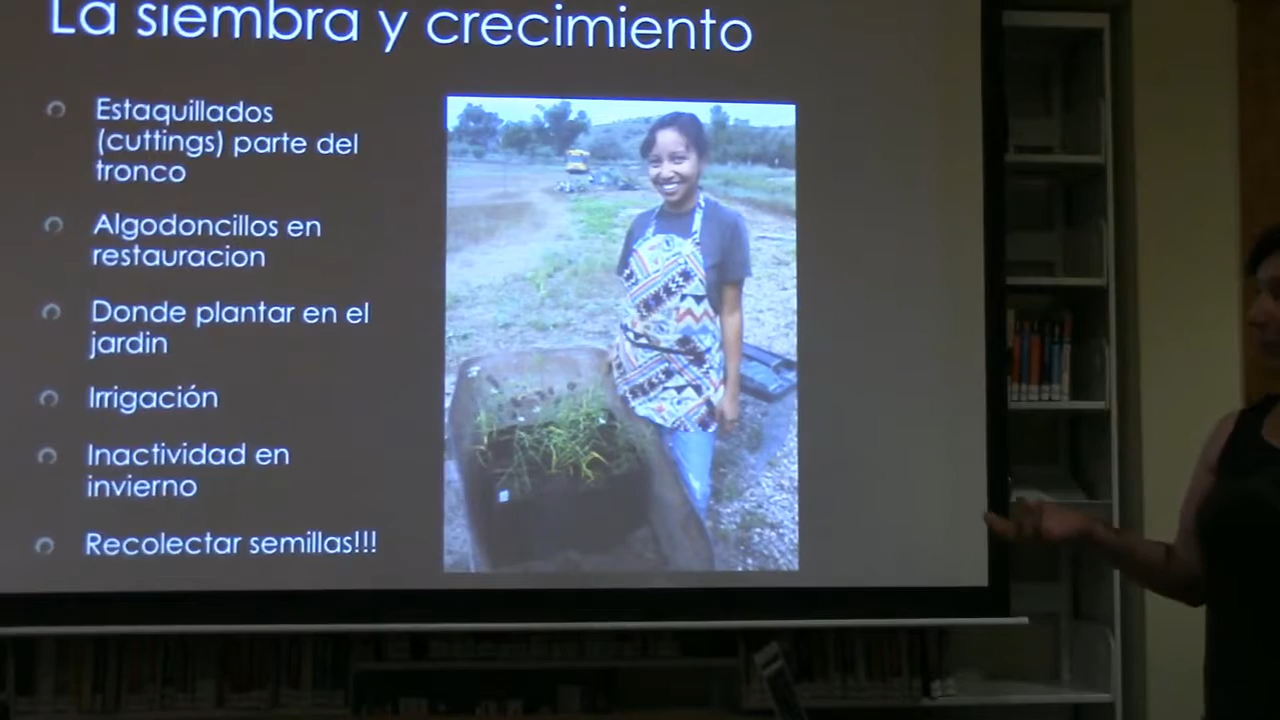 La siembra y crecimiento
Estaquillados
(cuttings) parte del
tronco
Algodoncillos en
restauracion
Donde plantar en el
jardin
Irrigación
Inactividad en
invierno
Recolectar semillas!!!